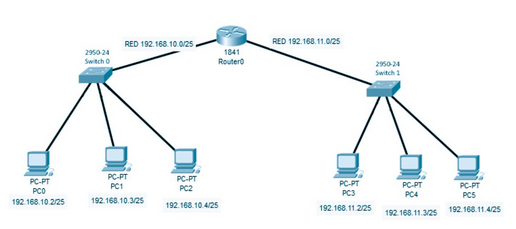 RED 192.168.10.0/25
1841
Router0
RED 192.168.11.0/25
2950-24
Switch 0
2950-24
Switch 1
PC-PT
PC0
192.168.10.2/25
PC-PT
PC1
192.168.10.3/25
PC-PT
PC2
192.168.10.4/25
PC-PT
PC3
192.168.11.2/25
PC-PT
PC4
192.168.11.3/25
PC-PT
PC5
192.168.11.4/25